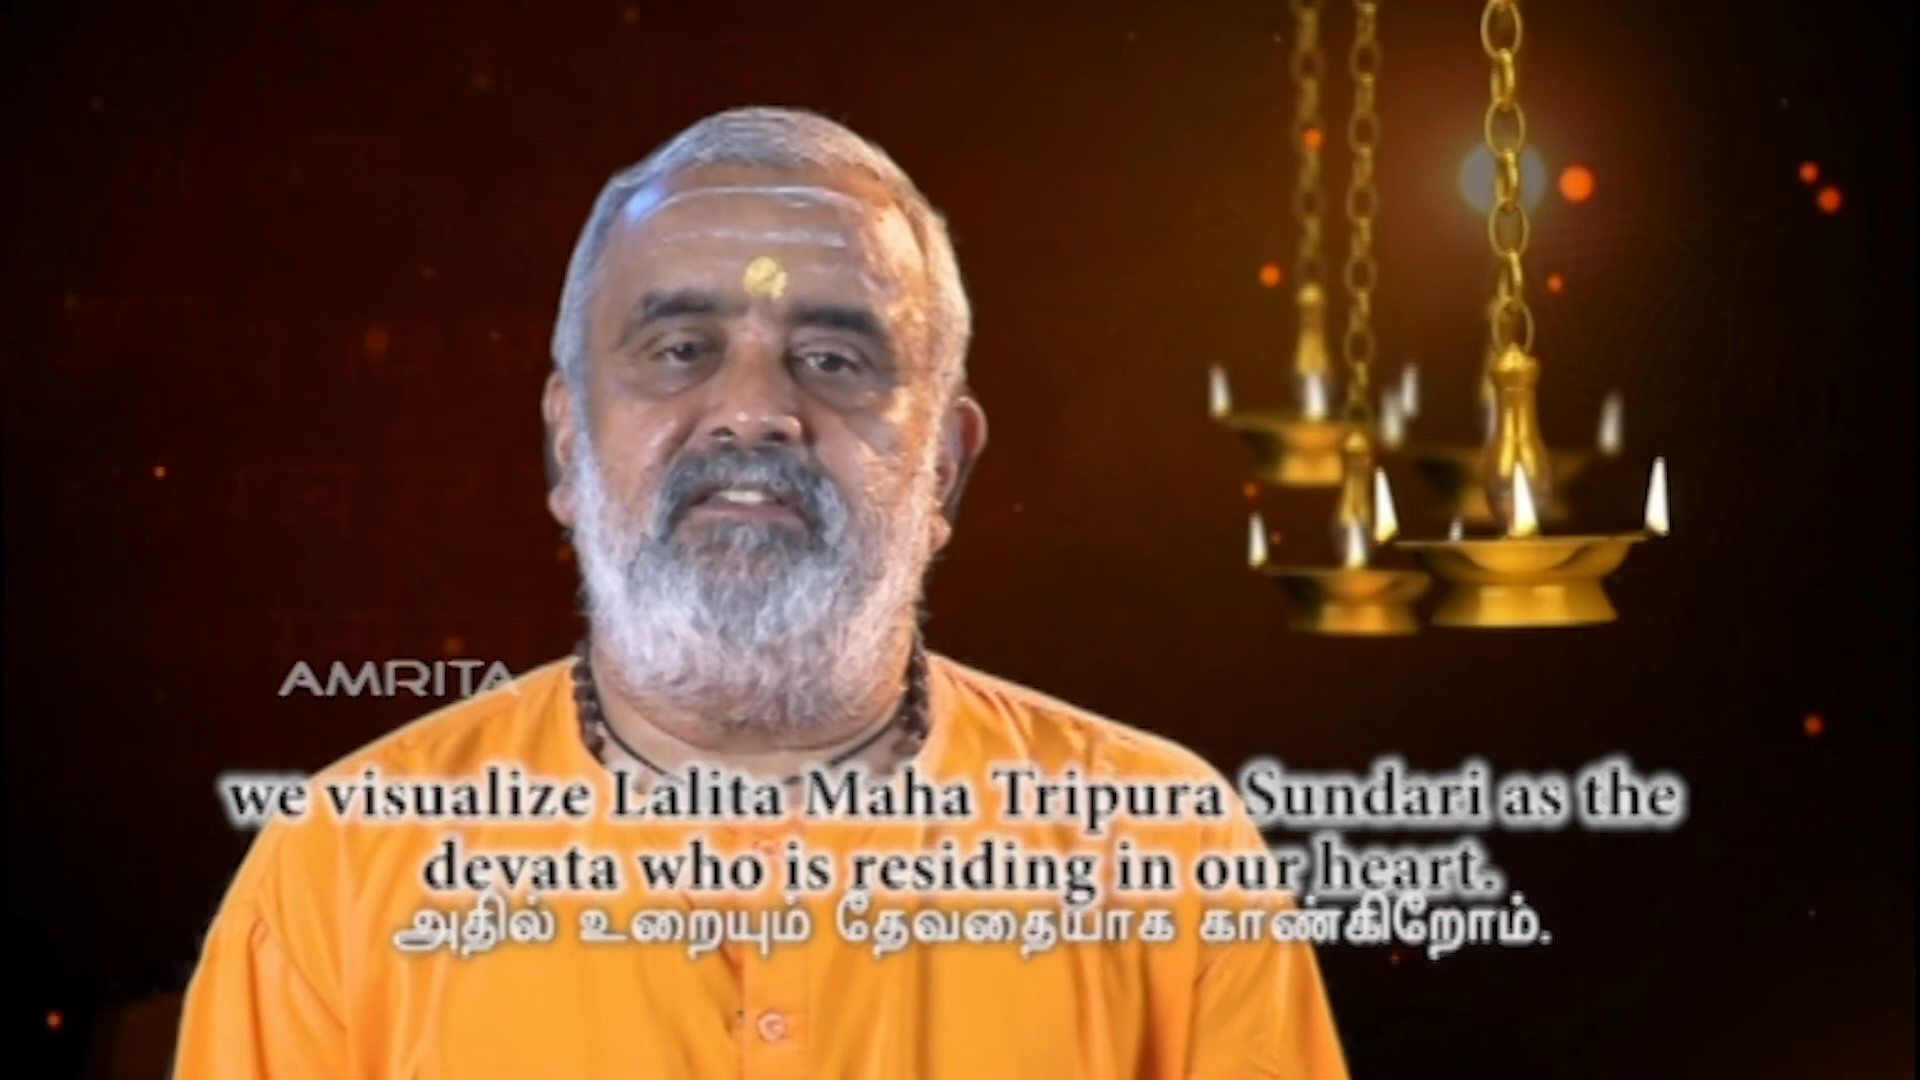 AMRITA
we visualize Lalita Maha Tripura Sundari as the
devata who is residing in our heart.
அதில் உறையும் தேவதையாக காண்கிறோம்.